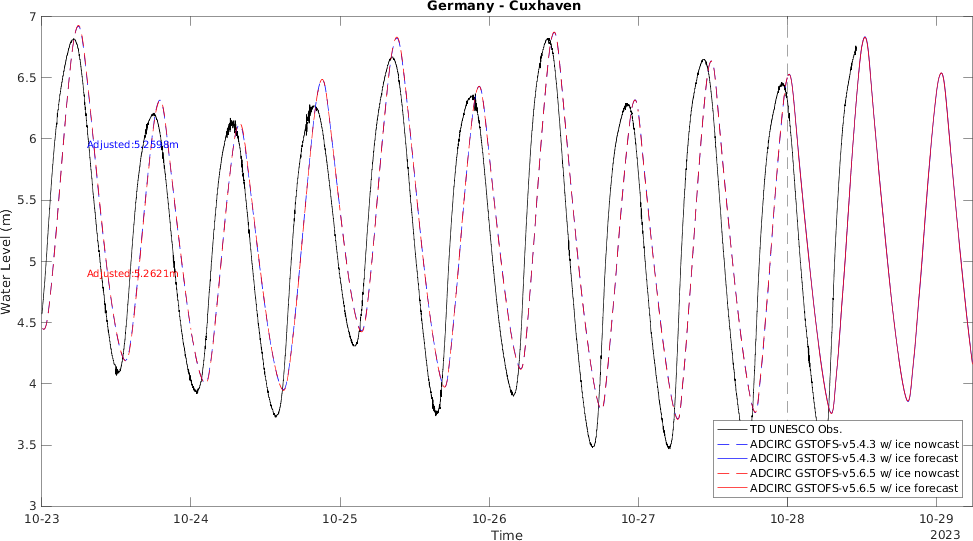 Germany - Cuxhaven
7
6.5
6
5.5
5
4.5
4
3.5
3
Water Level (m)
Adjusted:5.2598m
Adjusted:5.2621m
TD UNESCO Obs.
ADCIRC GSTOFS-v5.4.3 w/ ice nowcast
ADCIRC GSTOFS-v5.4.3 w/ ice forecast
ADCIRC GSTOFS-v5.6.5 w/ ice nowcast
ADCIRC GSTOFS-v5.6.5 w/ ice forecast
10-23 10-24 10-25 10-26 10-27 10-28 10-29
Time 2023